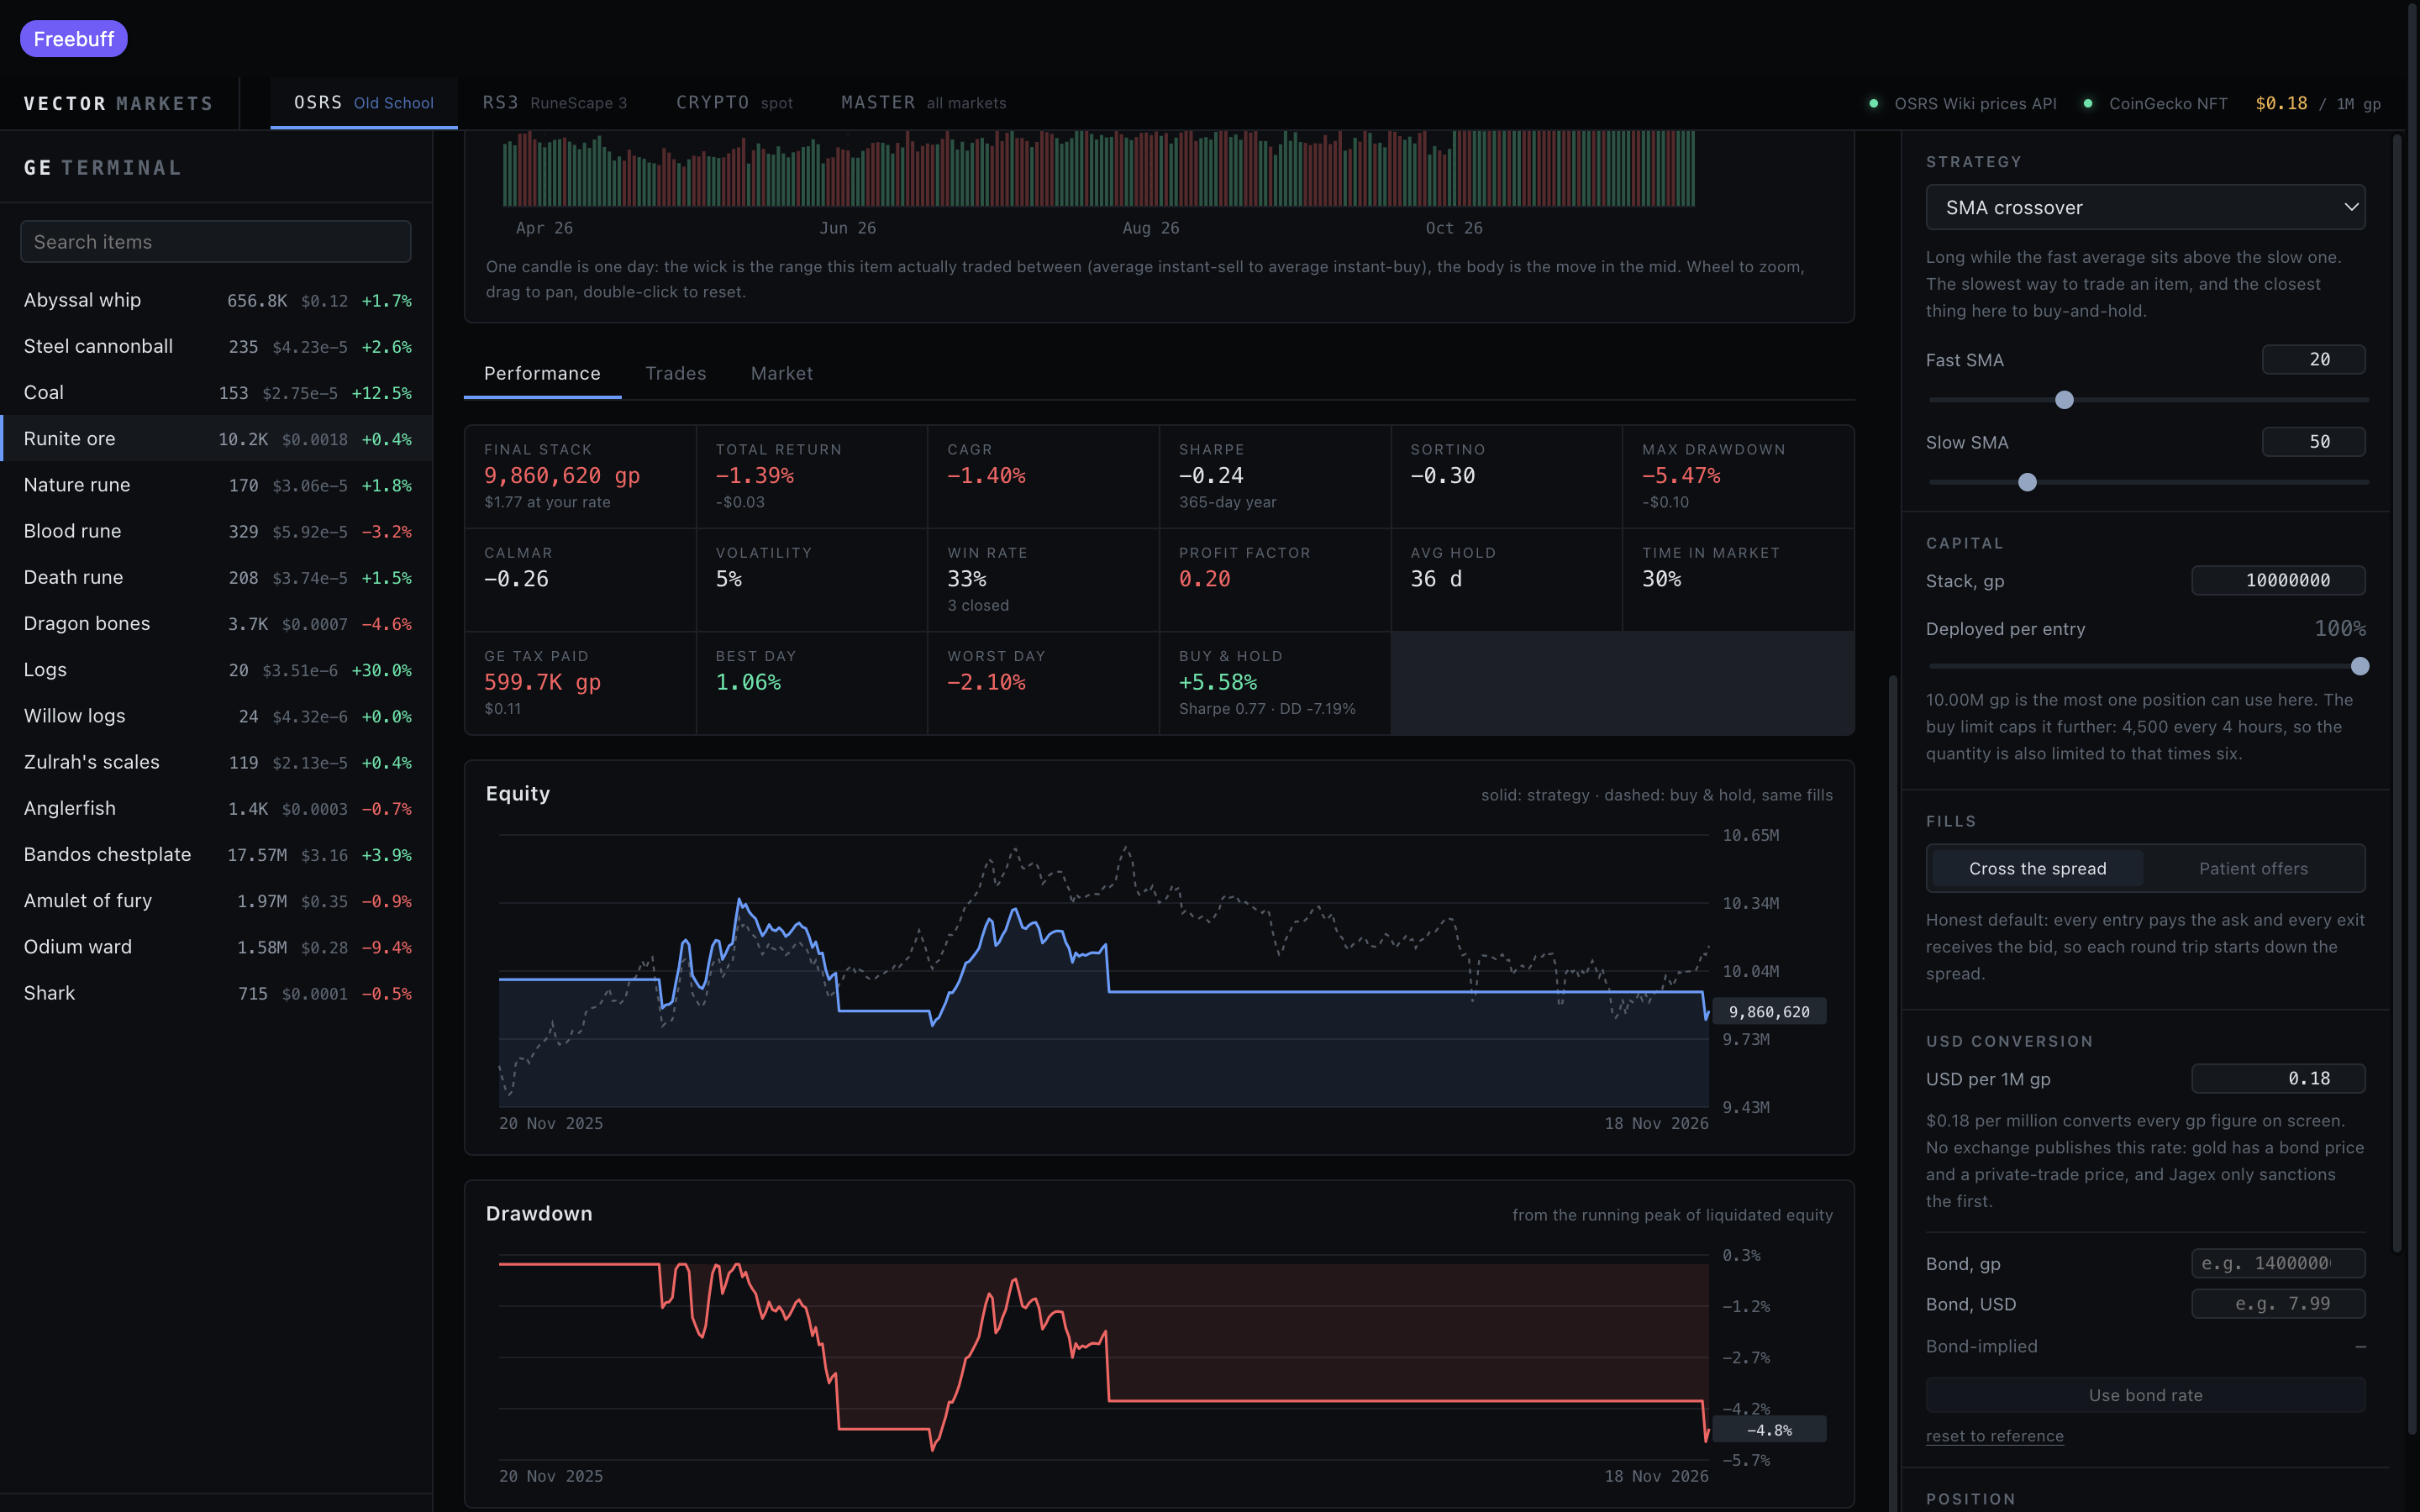 Freebuff
VECTOR MARKETS
OSRS Old School
RS3 RuneScape 3
CRYPTO spot
MASTER all markets
OSRS Wiki prices API
CoinGecko NFT
$0.18 / 1M gp
GE TERMINAL
Search items
Abyssal whip 656.8K $0.12 +1.7%
Steel cannonball 235 $4.23e−5 +2.6%
Coal 153 $2.75e−5 +12.5%
Runite ore 10.2K $0.0018 +0.4%
Nature rune 170 $3.06e−5 +1.8%
Blood rune 329 $5.92e−5 −3.2%
Death rune 208 $3.74e−5 +1.5%
Dragon bones 3.7K $0.0007 −4.6%
Logs 20 $3.51e−6 +30.0%
Willow logs 24 $4.32e−6 +0.0%
Zulrah's scales 119 $2.13e−5 +0.4%
Anglerfish 1.4K $0.0003 −0.7%
Bandos chestplate 17.57M $3.16 +3.9%
Amulet of fury 1.97M $0.35 −0.9%
Odium ward 1.58M $0.28 −9.4%
Shark 715 $0.0001 −0.5%
Apr 26 Jun 26 Aug 26 Oct 26
One candle is one day: the wick is the range this item actually traded between (average instant-sell to average instant-buy), the body is the move in the mid. Wheel to zoom,
drag to pan, double-click to reset.
Performance Trades Market
FINAL STACK
9,860,620 gp
$1.77 at your rate
TOTAL RETURN
−1.39%
-$0.03
CAGR
−1.40%
SHARPE
−0.24
365-day year
SORTINO
−0.30
MAX DRAWDOWN
−5.47%
-$0.10
CALMAR
−0.26
VOLATILITY
5%
WIN RATE
33%
3 closed
PROFIT FACTOR
0.20
AVG HOLD
36 d
TIME IN MARKET
30%
GE TAX PAID
599.7K gp
$0.11
BEST DAY
1.06%
WORST DAY
−2.10%
BUY & HOLD
+5.58%
Sharpe 0.77 · DD -7.19%
Equity
solid: strategy · dashed: buy & hold, same fills
10.65M
10.34M
10.04M
9,860,620
9.73M
9.43M
20 Nov 2025 18 Nov 2026
Drawdown
from the running peak of liquidated equity
0.3%
−1.2%
−2.7%
−4.2%
−4.8%
−5.7%
20 Nov 2025 18 Nov 2026
STRATEGY
SMA crossover
Long while the fast average sits above the slow one.
The slowest way to trade an item, and the closest
thing here to buy-and-hold.
Fast SMA 20
Slow SMA 50
CAPITAL
Stack, gp 10000000
Deployed per entry 100%
10.00M gp is the most one position can use here. The
buy limit caps it further: 4,500 every 4 hours, so the
quantity is also limited to that times six.
FILLS
Cross the spread Patient offers
Honest default: every entry pays the ask and every exit
receives the bid, so each round trip starts down the
spread.
USD CONVERSION
USD per 1M gp 0.18
$0.18 per million converts every gp figure on screen.
No exchange publishes this rate: gold has a bond price
and a private-trade price, and Jagex only sanctions
the first.
Bond, gp e.g. 1400000
Bond, USD e.g. 7.99
Bond-implied —
Use bond rate
reset to reference
POSITION